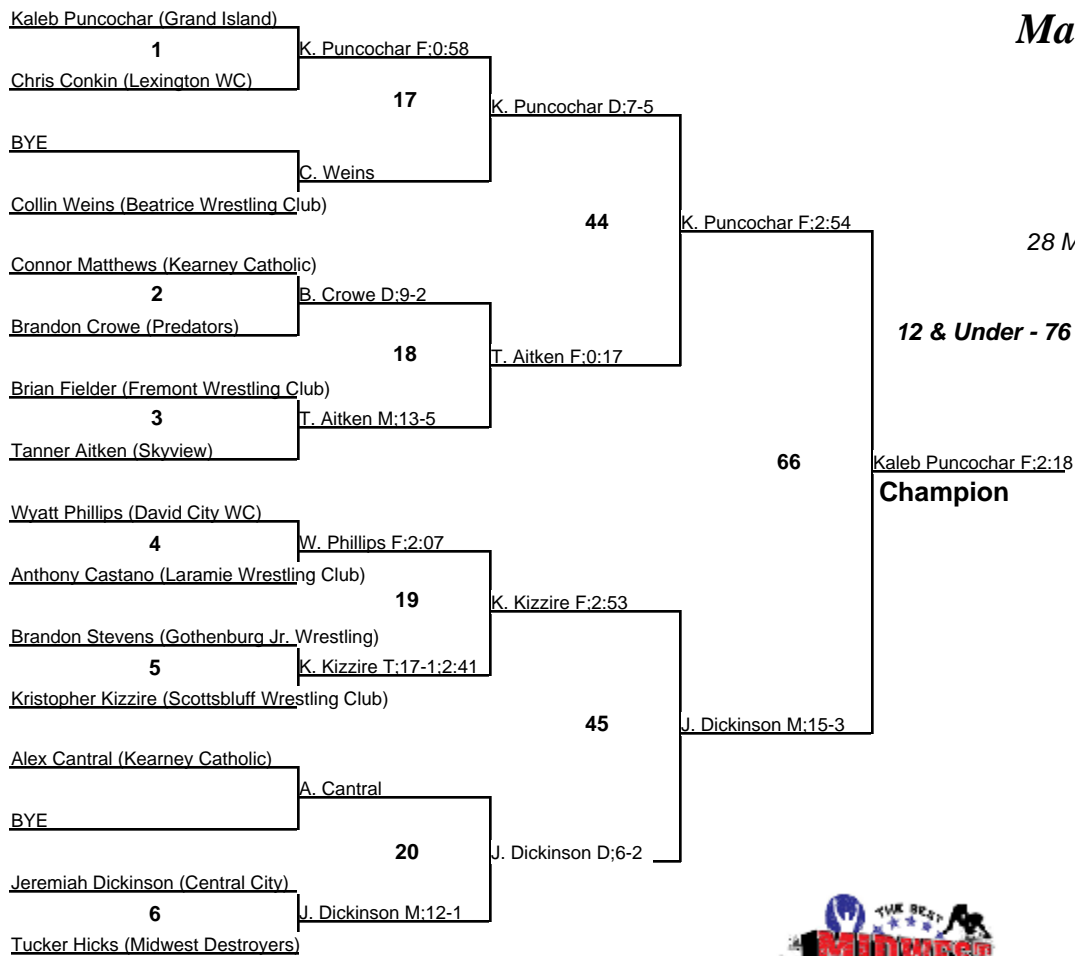 Kaleb Puncochar (Grand Island)
1
Chris Conkin (Lexington WC)
BYE
Collin Weins (Beatrice Wrestling Club)
Connor Matthews (Kearney Catholic)
2
Brandon Crowe (Predators)
Brian Fielder (Fremont Wrestling Club)
3
Tanner Aitken (Skyview)
Wyatt Phillips (David City WC)
4
Anthony Castano (Laramie Wrestling Club)
Brandon Stevens (Gothenburg Jr. Wrestling)
5
Kristopher Kizzire (Scottsbluff Wrestling Club)
Alex Cantral (Kearney Catholic)
BYE
Jeremiah Dickinson (Central City)
6
Tucker Hicks (Midwest Destroyers)
K. Puncochar F;0:58
17
C. Weins
B. Crowe D;9-2
18
T. Aitken M;13-5
W. Phillips F;2:07
19
K. Kizzire T;17-1;2:41
A. Cantral
20
J. Dickinson M;12-1
K. Puncochar D;7-5
44
T. Aitken F;0:17
K. Kizzire F;2:53
45
J. Dickinson D;6-2
K. Puncochar F;2:54
66
J. Dickinson M;15-3
Kaleb Puncochar F;2:18
Champion
Ma
28 M
12 & Under - 76
THE BEST
MIDWEST